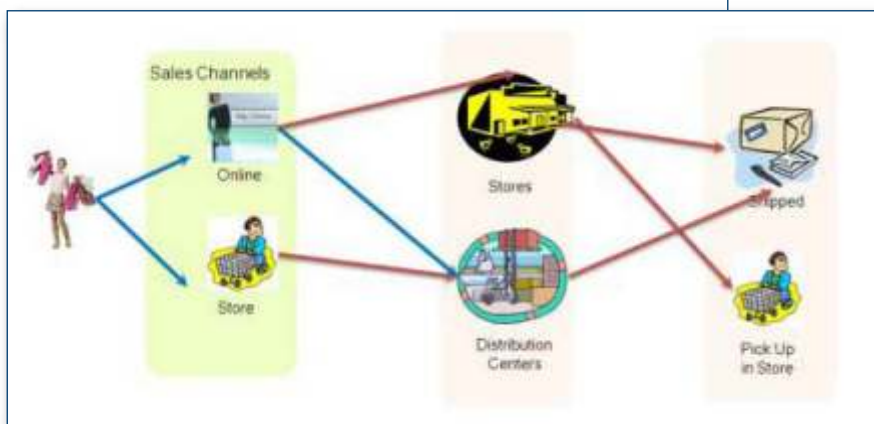 Sales Channels
Online
Store
Stores
Distribution
Centers
Shipped
Pick Up
in Store